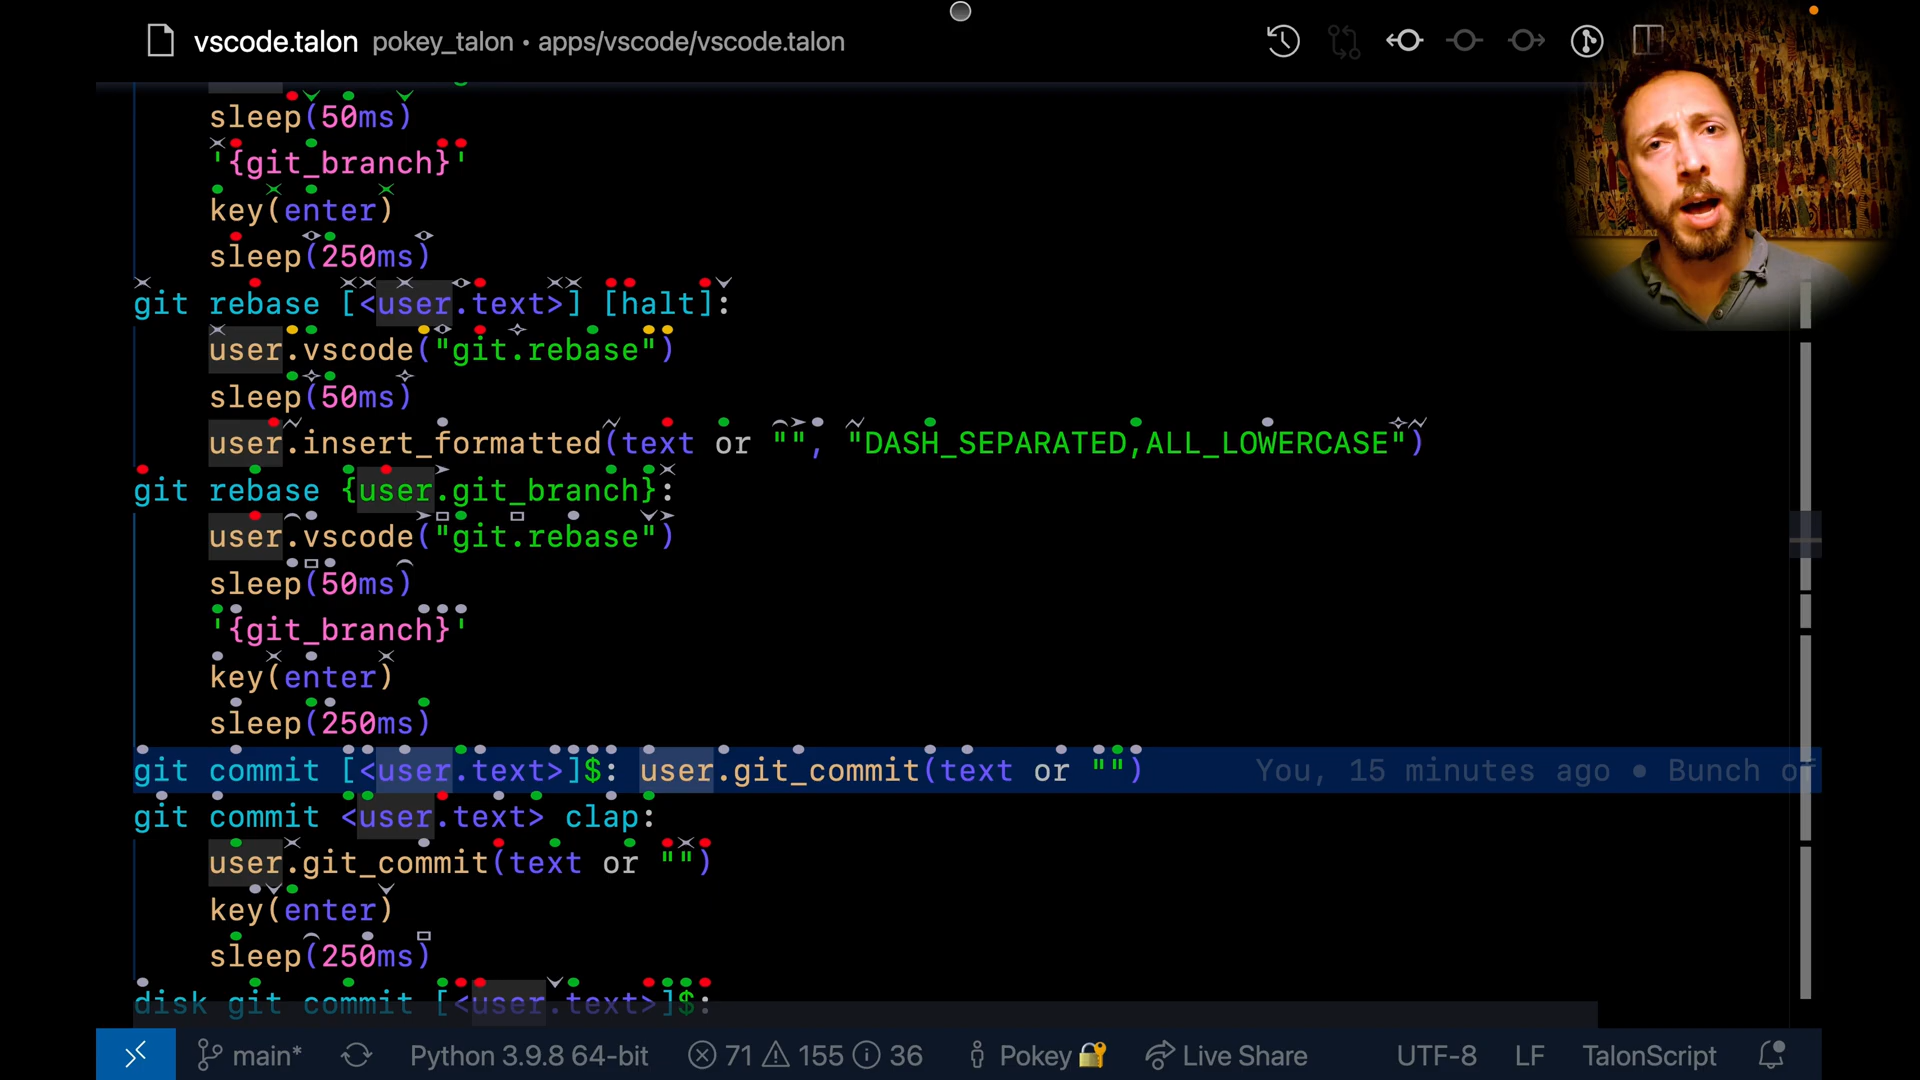 vscode.talon pokey_talon • apps/vscode/vscode.talon
sleep(50ms)
'{git_branch}'
key(enter)
sleep(250ms)
git rebase [<user.text>] [halt]:
user.vscode("git.rebase")
sleep(50ms)
user.insert_formatted(text or "", "DASH_SEPARATED,ALL_LOWERCASE")
git rebase {user.git_branch}:
user.vscode("git.rebase")
sleep(50ms)
'{git_branch}'
key(enter)
sleep(250ms)
git commit [<user.text>]$: user.git_commit(text or "") You, 15 minutes ago • Bunch of
git commit <user.text> clap:
user.git_commit(text or "")
key(enter)
sleep(250ms)
disk git commit [<user.text>]$:
main* Python 3.9.8 64-bit 71 155 36 Pokey Live Share UTF-8 LF TalonScript